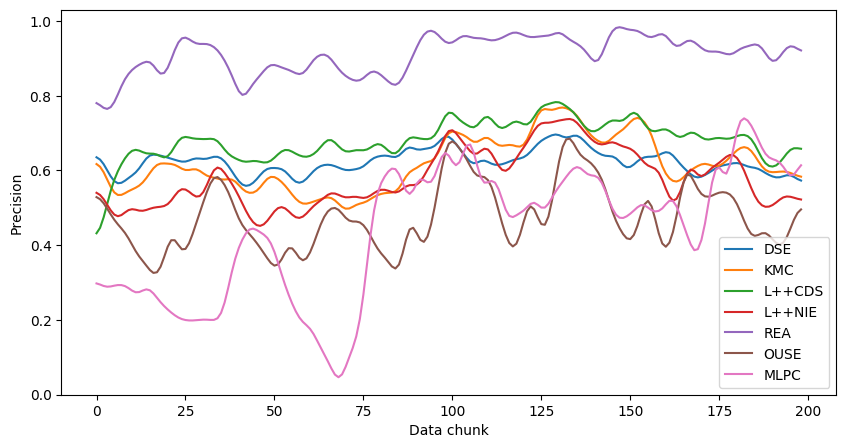 1.0
0.8
0.6
0.4
0.2
0.0
Precision
0
25
50
75
100
125
150
175
200
Data chunk
DSE
KMC
L++CDS
L++NIE
REA
OUSE
MLPC